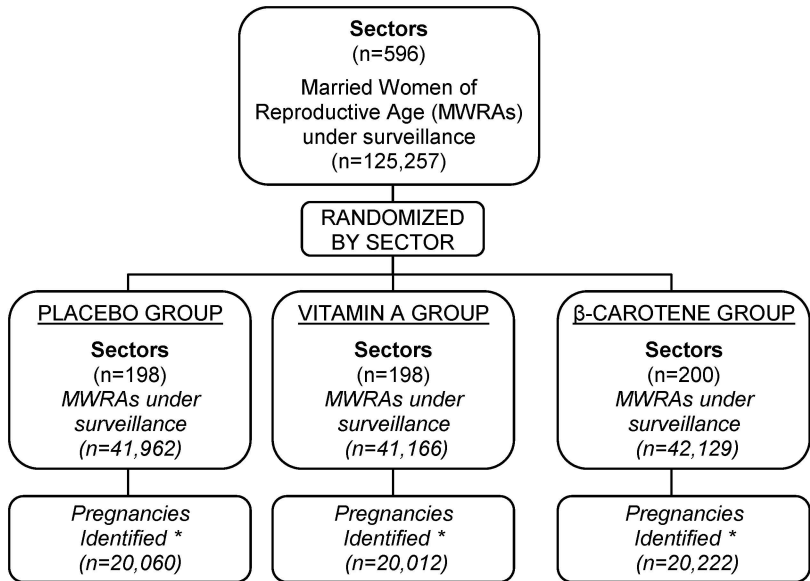 Sectors
(n=596)
Married Women of
Reproductive Age (MWRAs)
under surveillance
(n=125,257)
RANDOMIZED
BY SECTOR
PLACEBO GROUP
Sectors
(n=198)
MWRAs under
surveillance
(n=41,962)
Pregnancies
Identified *
(n=20,060)
VITAMIN A GROUP
Sectors
(n=198)
MWRAs under
surveillance
(n=41,166)
Pregnancies
Identified *
(n=20,012)
β-CAROTENE GROUP
Sectors
(n=200)
MWRAs under
surveillance
(n=42,129)
Pregnancies
Identified *
(n=20,222)